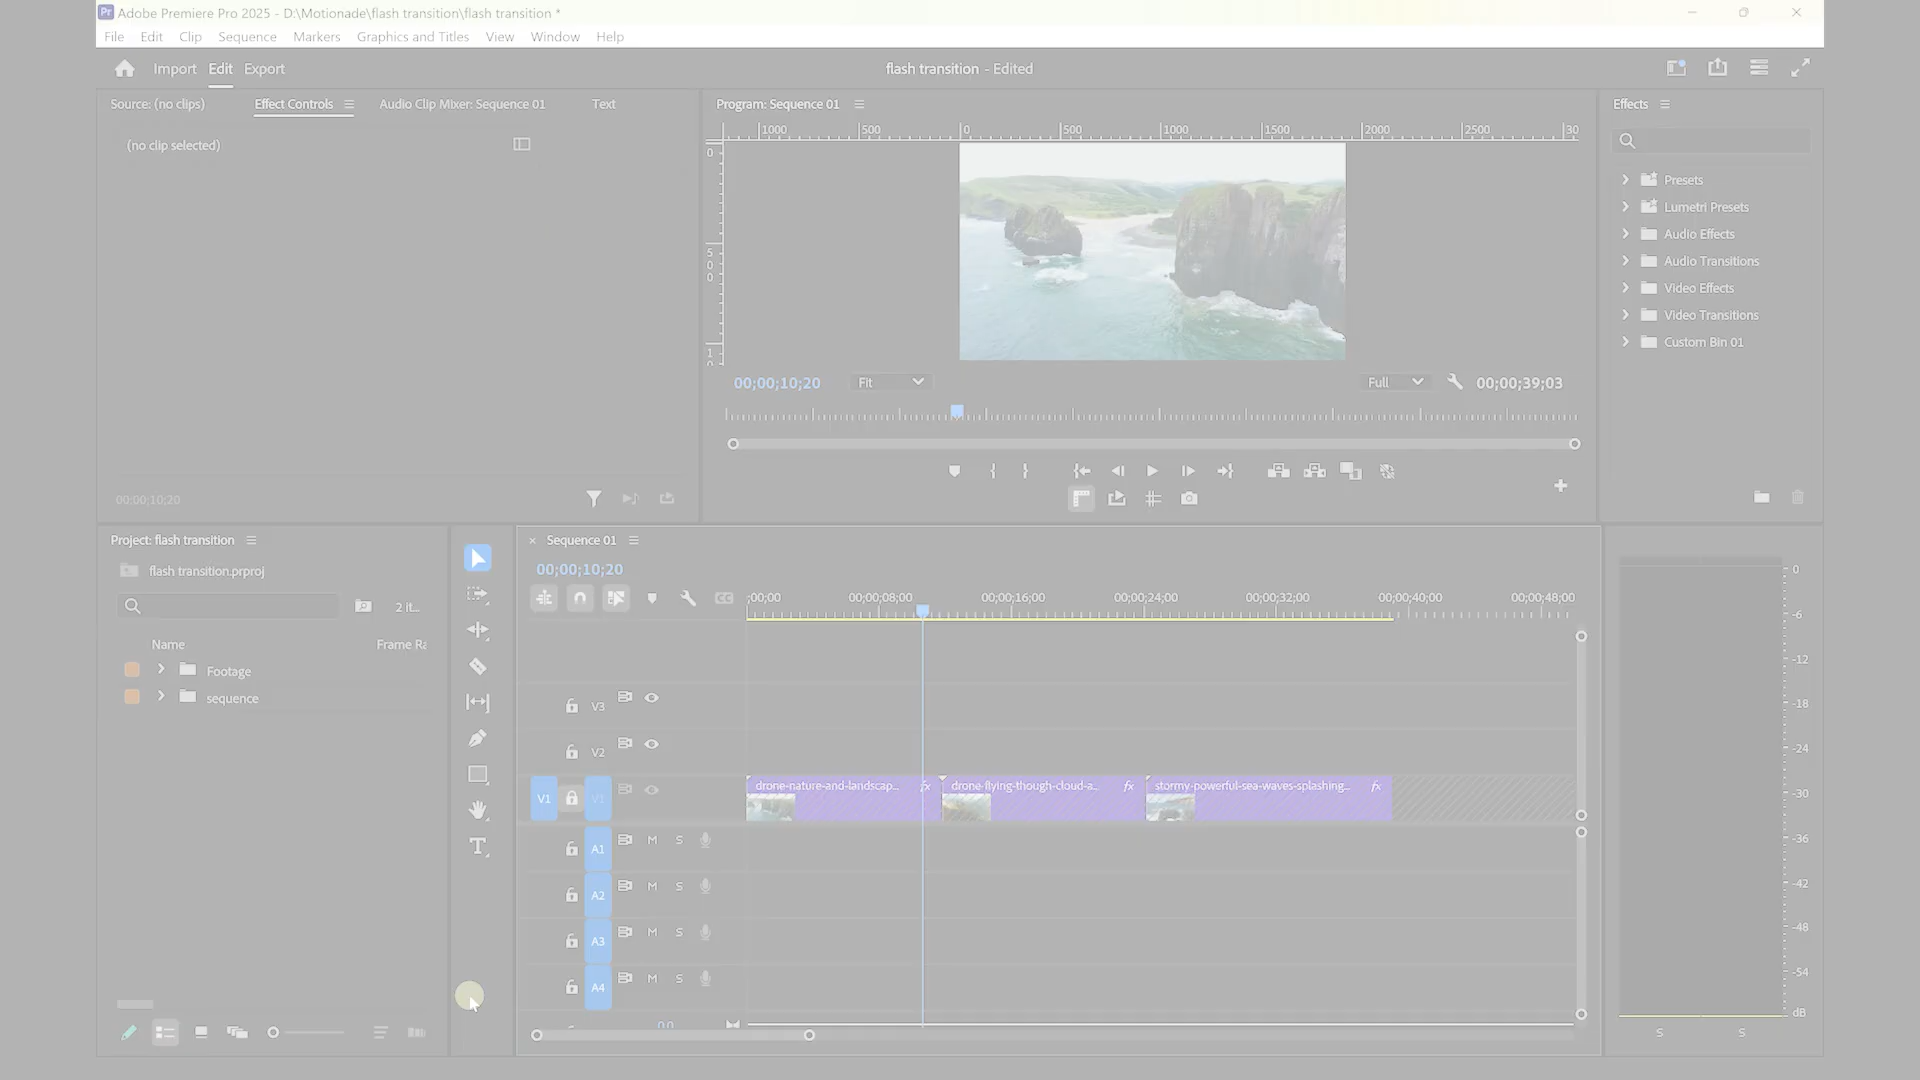 Pr Adobe Premiere Pro 2025 - D:\Motionade\flash transition\flash transition *
File Edit Clip Sequence Markers Graphics and Titles View Window Help
Import Edit Export
flash transition - Edited
Source: (no clips)
Effect Controls
Audio Clip Mixer: Sequence 01
Text
(no clip selected)
00;00;10;20
Program: Sequence 01
1000 500 0 500 1000 1500 2000 2500 30
0
5
0
0
1
00;00;10;20
Fit
Full
00;00;39;03
Effects
Presets
Lumetri Presets
Audio Effects
Audio Transitions
Video Effects
Video Transitions
Custom Bin 01
Project: flash transition
flash transition.prproj
2 it...
Name
Frame Ra
Footage
sequence
T
× Sequence 01
00;00;10;20
CC
;00;00 00;00;08;00 00;00;16;00 00;00;24;00 00;00;32;00 00;00;40;00 00;00;48;00
V3
V2
V1 V1
drone-nature-and-landscap... fx
drone-flying-though-cloud-a... fx
stormy-powerful-sea-waves-splashing... fx
A1 M S
A2 M S
A3 M S
A4 M S
0.0
0
-6
-12
-18
-24
-30
-36
-42
-48
-54
dB
S S